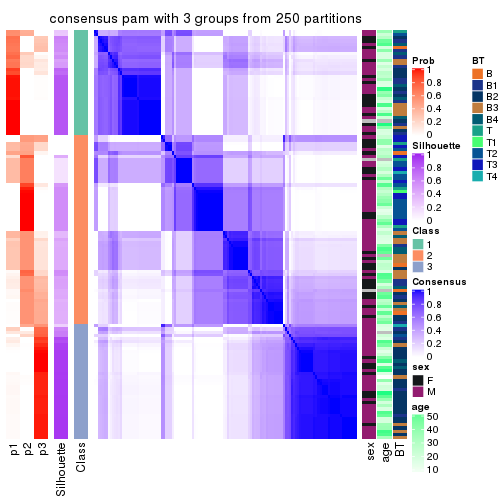 consensus pam with 3 groups from 250 partitions
Prob
1
0.8
0.6
0.4
0.2
0
Silhouette
1
0.8
0.6
0.4
0.2
0
Class
1
2
3
Consensus
1
0.8
0.6
0.4
0.2
0
sex
F
M
age
50
40
30
20
10
BT
B
B1
B2
B3
B4
T
T1
T2
T3
T4
p1
p2
p3
Silhouette
Class
sex
age
BT